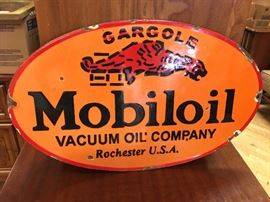 GARGOLE
Mobiloil
VACUUM OIL COMPANY
Rochester U.S.A.